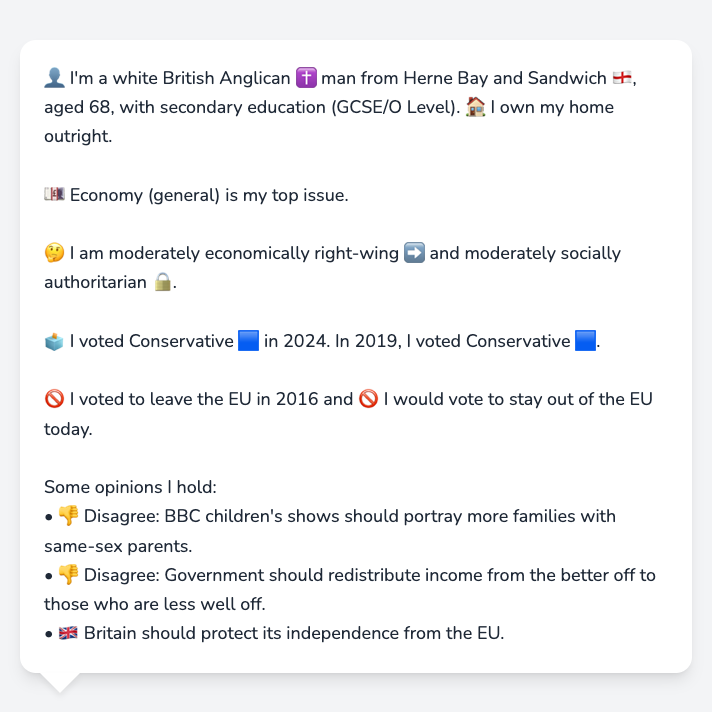 👤 I'm a white British Anglican ✝️ man from Herne Bay and Sandwich 🏴󠁧󠁢󠁥󠁮󠁧󠁿,
aged 68, with secondary education (GCSE/O Level). 🏠 I own my home
outright.
💷 Economy (general) is my top issue.
🤔 I am moderately economically right-wing ➡️ and moderately socially
authoritarian 🔒.
🗳️ I voted Conservative 🟦 in 2024. In 2019, I voted Conservative 🟦.
🚫 I voted to leave the EU in 2016 and 🚫 I would vote to stay out of the EU
today.
Some opinions I hold:
• 👎 Disagree: BBC children's shows should portray more families with
same-sex parents.
• 👎 Disagree: Government should redistribute income from the better off to
those who are less well off.
• 🇬🇧 Britain should protect its independence from the EU.